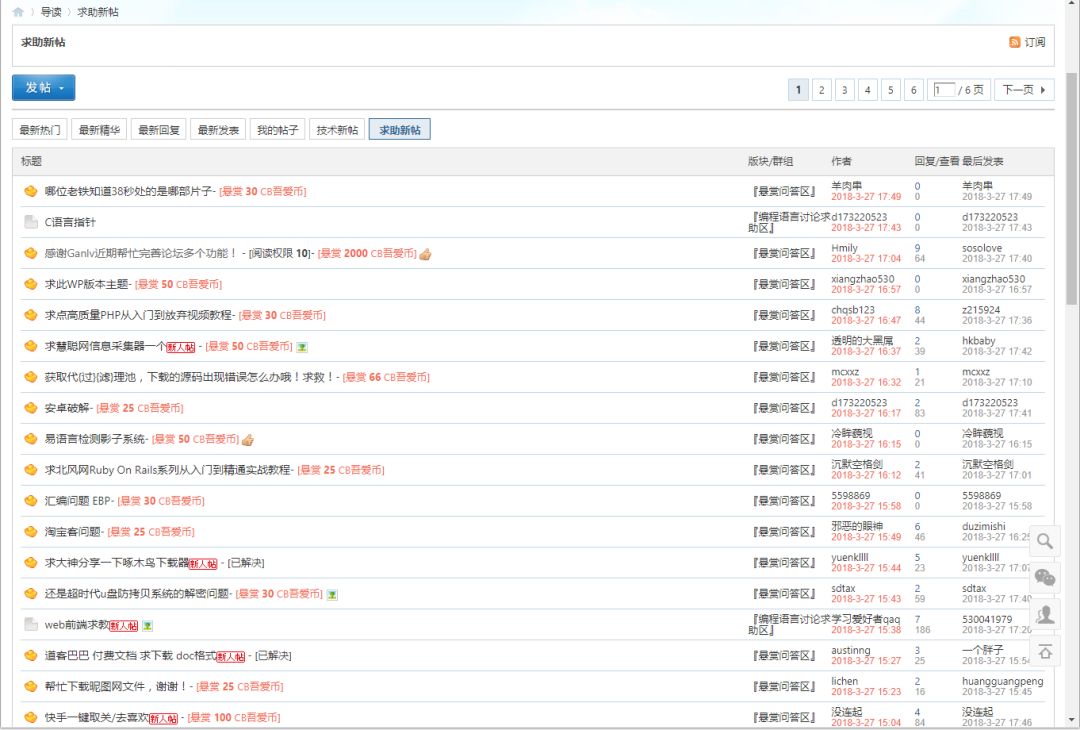 导读 〉 求助新帖
求助新帖 订阅
发帖
1 2 3 4 5 6 1 / 6 页 下一页
最新热门 最新精华 最新回复 最新发表 我的帖子 技术新帖 求助新帖
标题 版块/群组 作者 回复/查看 最后发表
哪位老铁知道38秒处的是哪部片子- [悬赏 30 CB吾爱币] 『悬赏问答区』 羊肉串 0 羊肉串
2018-3-27 17:49 0 2018-3-27 17:49
C语言指针 『编程语言讨论求 d173220523 0 d173220523
助区』 2018-3-27 17:43 0 2018-3-27 17:43
感谢Ganlv近期帮忙完善论坛多个功能！ - [阅读权限 10]- [悬赏 2000 CB吾爱币] 『悬赏问答区』 Hmily 9 sosolove
2018-3-27 17:04 64 2018-3-27 17:40
求此WP版本主题- [悬赏 50 CB吾爱币] 『悬赏问答区』 xiangzhao530 0 xiangzhao530
2018-3-27 16:57 0 2018-3-27 16:57
求点高质量PHP从入门到放弃视频教程- [悬赏 30 CB吾爱币] 『悬赏问答区』 chqsb123 8 z215924
2018-3-27 16:47 44 2018-3-27 17:36
求慧聪网信息采集器一个 新人帖 - [悬赏 50 CB吾爱币] 『悬赏问答区』 透明的大黑属 2 hkbaby
2018-3-27 16:37 39 2018-3-27 17:42
获取代{过}{滤}理池，下载的源码出现错误怎么办哦！求救！- [悬赏 66 CB吾爱币] 『悬赏问答区』 mcxxz 1 mcxxz
2018-3-27 16:32 21 2018-3-27 17:10
安卓破解- [悬赏 25 CB吾爱币] 『悬赏问答区』 d173220523 2 d173220523
2018-3-27 16:17 83 2018-3-27 17:41
易语言检测影子系统- [悬赏 50 CB吾爱币] 『悬赏问答区』 冷眸藐视 0 冷眸藐视
2018-3-27 16:15 0 2018-3-27 16:15
求北风网Ruby On Rails系列从入门到精通实战教程- [悬赏 25 CB吾爱币] 『悬赏问答区』 沉默空格剑 2 沉默空格剑
2018-3-27 16:12 41 2018-3-27 17:01
汇编问题 EBP- [悬赏 30 CB吾爱币] 『悬赏问答区』 5598869 0 5598869
2018-3-27 15:58 0 2018-3-27 15:58
淘宝客问题- [悬赏 25 CB吾爱币] 『悬赏问答区』 邪恶的眼神 6 duzimishi
2018-3-27 15:49 46 2018-3-27 16:25
求大神分享一下啄木鸟下载器 新人帖 - [已解决] 『悬赏问答区』 yuenkllll 5 yuenkllll
2018-3-27 15:44 23 2018-3-27 17:07
还是超时代u盘防拷贝系统的解密问题- [悬赏 30 CB吾爱币] 『悬赏问答区』 sdtax 2 sdtax
2018-3-27 15:43 59 2018-3-27 17:40
web前端求教 新人帖 『编程语言讨论求 学习爱好者qaq 7 530041979
助区』 2018-3-27 15:38 186 2018-3-27 17:20
道客巴巴 付费文档 求下载 doc格式 新人帖 - [已解决] 『悬赏问答区』 austinng 3 一个胖子
2018-3-27 15:27 25 2018-3-27 15:54
帮忙下载昵图网文件，谢谢！- [悬赏 25 CB吾爱币] 『悬赏问答区』 lichen 2 huangguangpeng
2018-3-27 15:23 16 2018-3-27 15:45
快手一键取关/去喜欢 新人帖 - [悬赏 100 CB吾爱币] 『悬赏问答区』 没连起 4 没连起
2018-3-27 15:04 84 2018-3-27 17:46